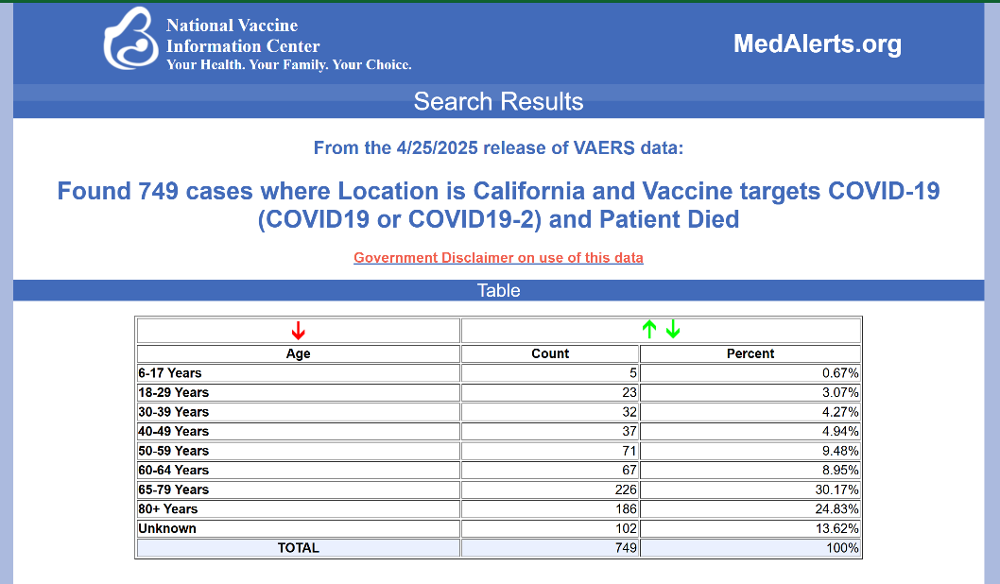 National Vaccine
Information Center
Your Health. Your Family. Your Choice.
MedAlerts.org
Search Results
From the 4/25/2025 release of VAERS data:
Found 749 cases where Location is California and Vaccine targets COVID-19
(COVID19 or COVID19-2) and Patient Died
Government Disclaimer on use of this data
Table
Age Count Percent
6-17 Years 5 0.67%
18-29 Years 23 3.07%
30-39 Years 32 4.27%
40-49 Years 37 4.94%
50-59 Years 71 9.48%
60-64 Years 67 8.95%
65-79 Years 226 30.17%
80+ Years 186 24.83%
Unknown 102 13.62%
TOTAL 749 100%